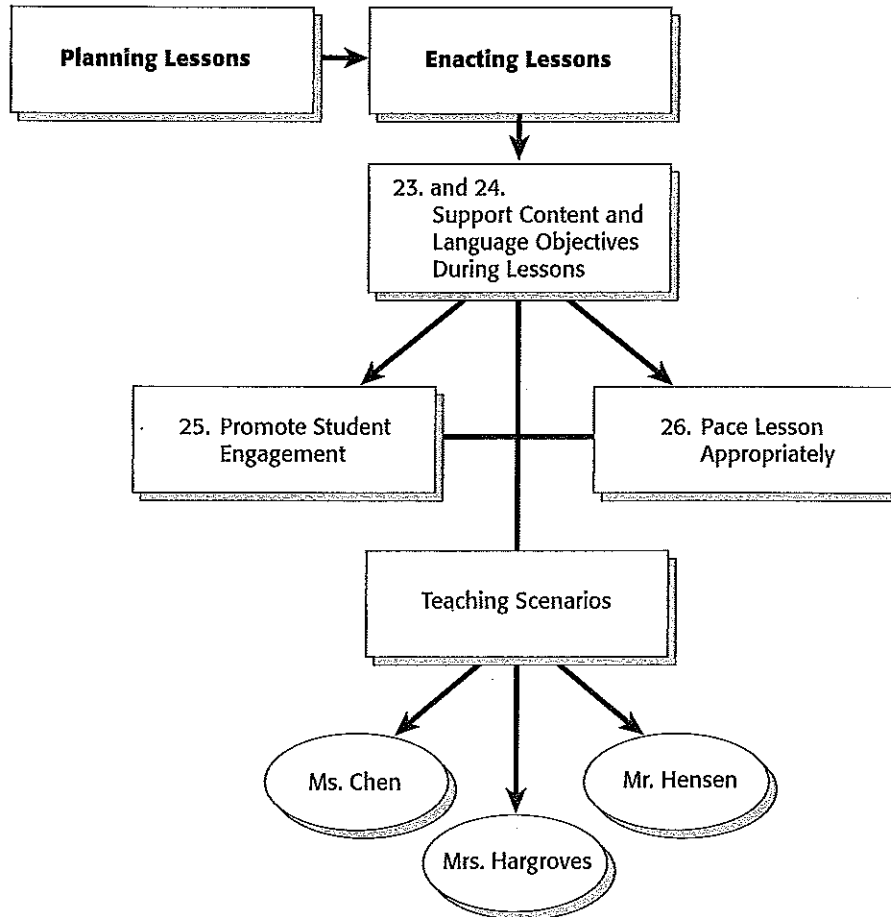 Planning Lessons
Enacting Lessons
23. and 24.
Support Content and
Language Objectives
During Lessons
25. Promote Student
Engagement
26. Pace Lesson
Appropriately
Teaching Scenarios
Ms. Chen
Mr. Hensen
Mrs. Hargroves